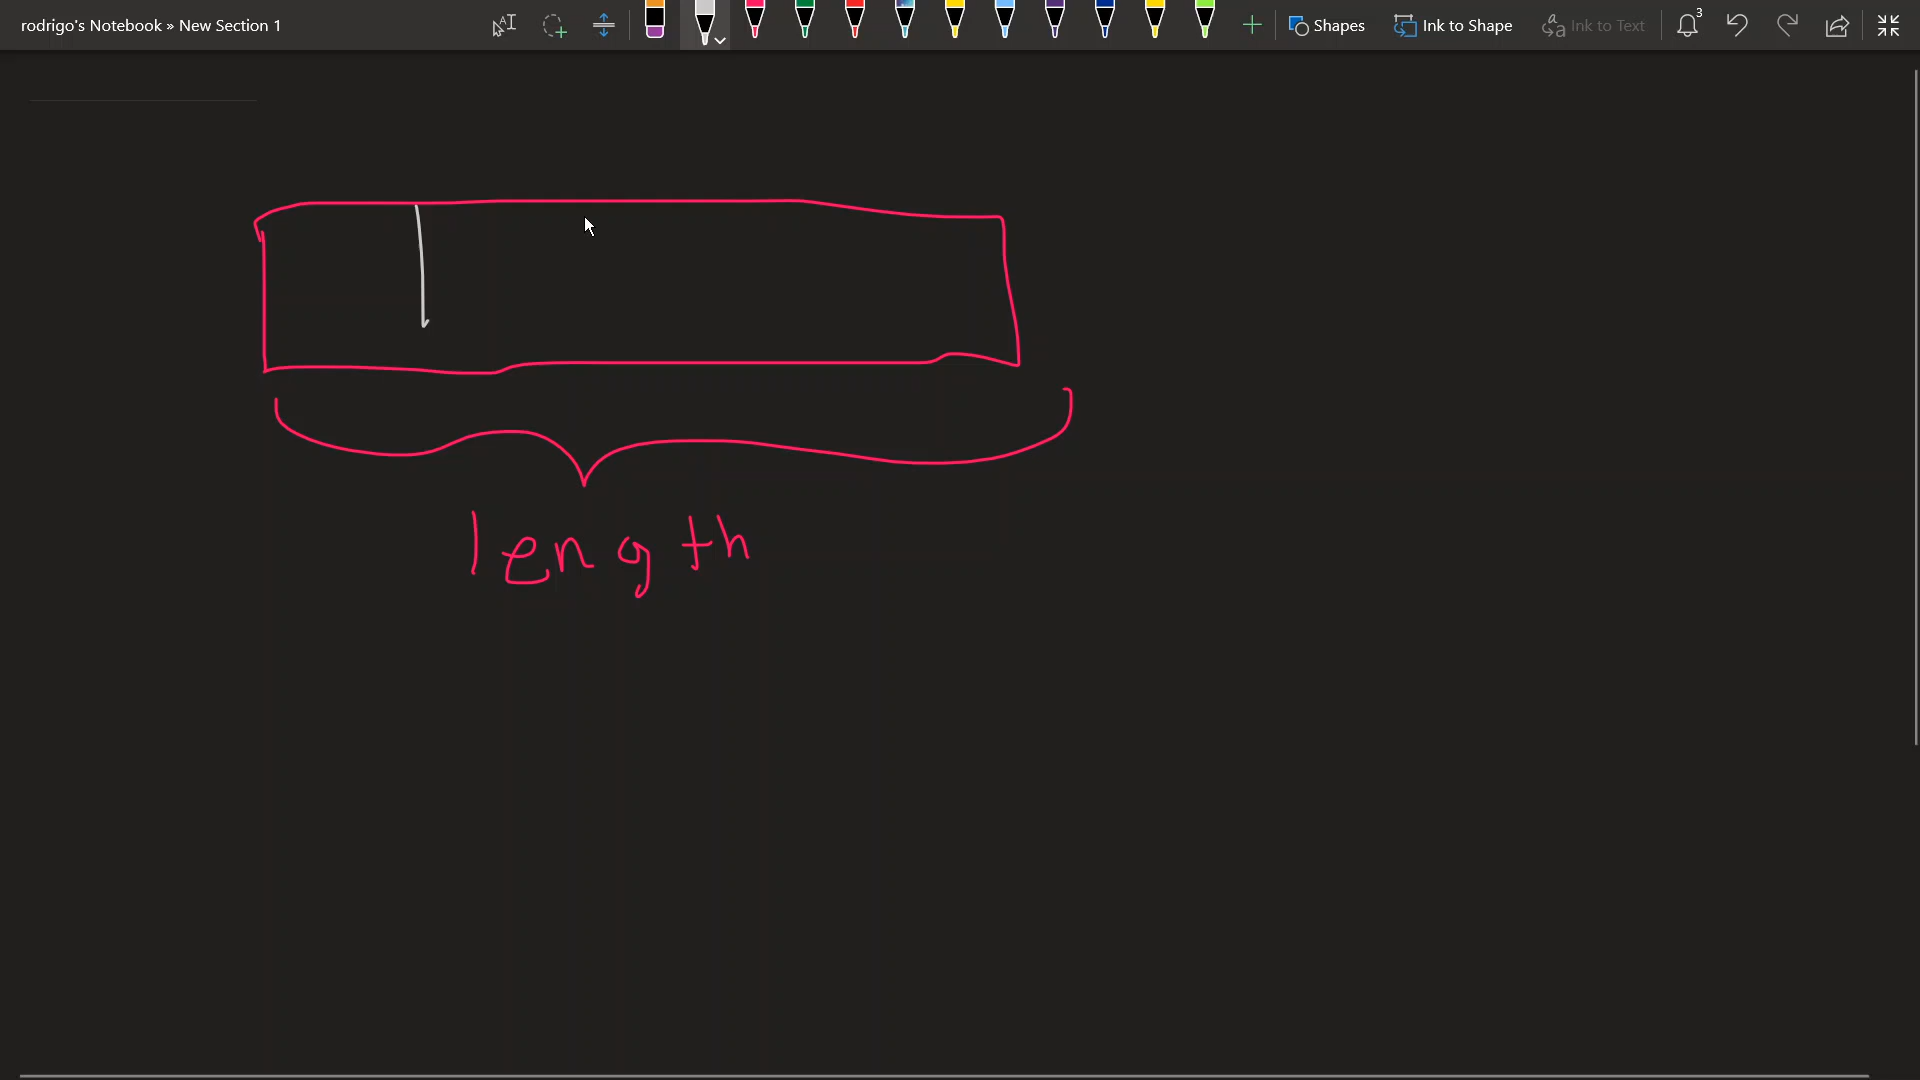 rodrigo's Notebook » New Section 1
Shapes
Ink to Shape
Ink to Text
3
length